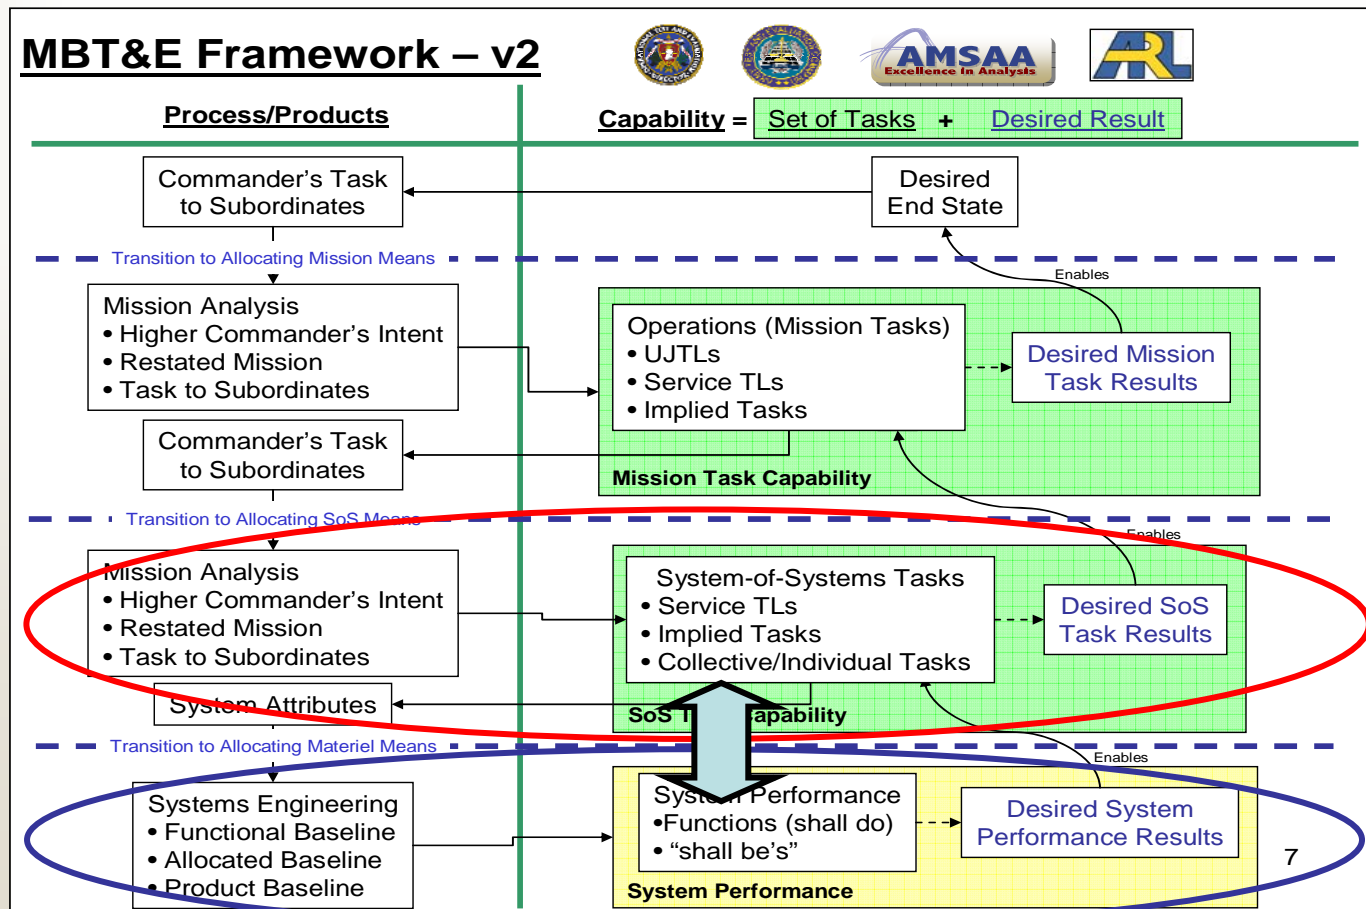 MBT&E Framework – v2
AMSAA
Excellence in Analysis
ARL
Process/Products
Capability = Set of Tasks + Desired Result
Commander's Task
to Subordinates
Desired
End State
Transition to Allocating Mission Means
Enables
Mission Analysis
• Higher Commander's Intent
• Restated Mission
• Task to Subordinates
Operations (Mission Tasks)
• UJTLs
• Service TLs
• Implied Tasks
Desired Mission
Task Results
Commander's Task
to Subordinates
Mission Task Capability
Transition to Allocating SoS Means
Enables
Mission Analysis
• Higher Commander's Intent
• Restated Mission
• Task to Subordinates
System-of-Systems Tasks
• Service TLs
• Implied Tasks
• Collective/Individual Tasks
Desired SoS
Task Results
System Attributes
SoS T Capability
Transition to Allocating Materiel Means
Enables
Systems Engineering
• Functional Baseline
• Allocated Baseline
• Product Baseline
System Performance
•Functions (shall do)
• "shall be's"
Desired System
Performance Results
System Performance
7